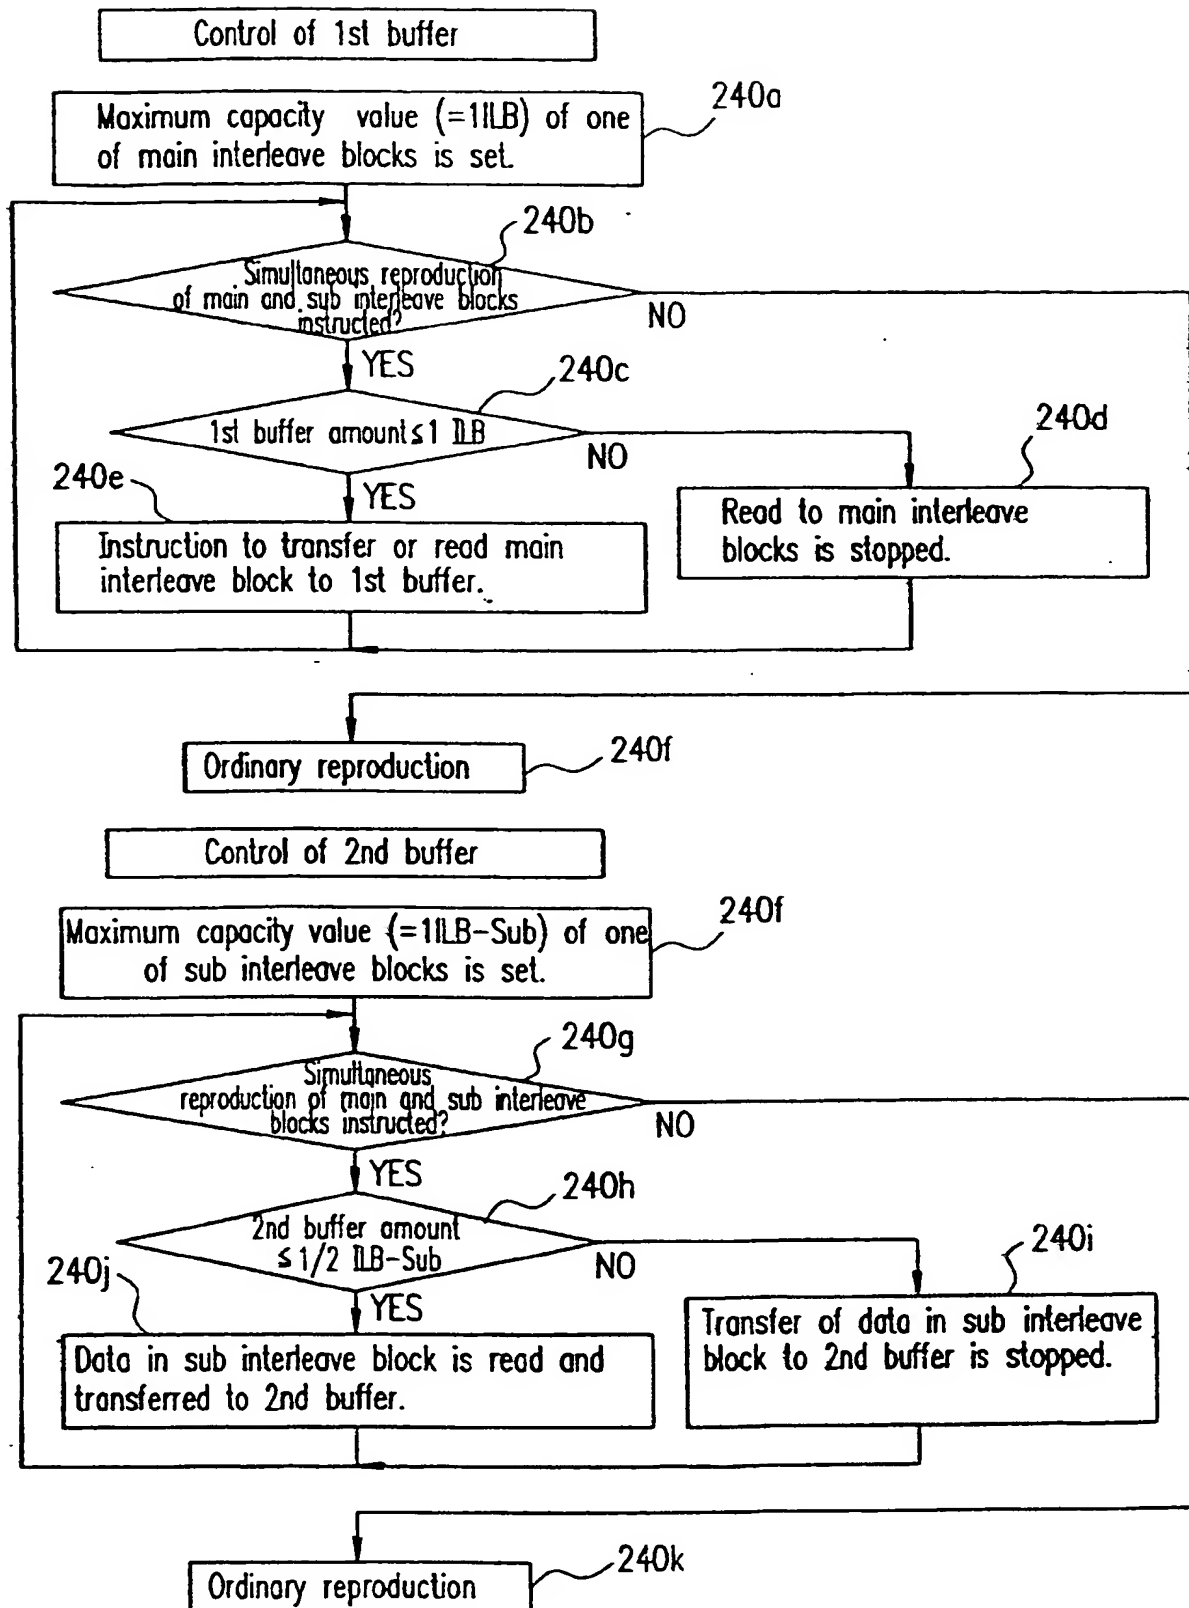 Control of 1st buffer
240a
Maximum capacity value (=1ILB) of one
of main interleave blocks is set.
240b
Simultaneous reproduction
of main and sub interleave blocks
instructed?
NO
YES
240c
1st buffer amount≤1 ILB
NO
240d
240e
YES
Instruction to transfer or read main
interleave block to 1st buffer.
Read to main interleave
blocks is stopped.
Ordinary reproduction
240f
Control of 2nd buffer
240f
Maximum capacity value (=1ILB-Sub) of one
of sub interleave blocks is set.
240g
Simultaneous
reproduction of main and sub interleave
blocks instructed?
NO
YES
240h
2nd buffer amount
≤1/2 ILB-Sub
NO
240i
240j
YES
Data in sub interleave block is read and
transferred to 2nd buffer.
Transfer of data in sub interleave
block to 2nd buffer is stopped.
240k
Ordinary reproduction